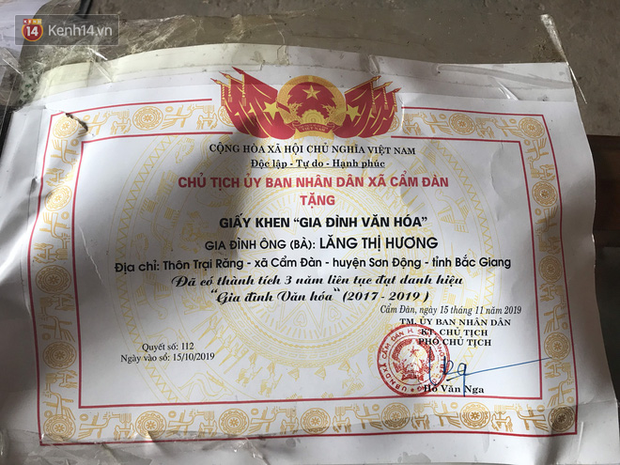 14 Kenh14.vn
CỘNG HÒA XÃ HỘI CHỦ NGHĨA VIỆT NAM
Độc lập - Tự do - Hạnh phúc
CHỦ TỊCH ỦY BAN NHÂN DÂN XÃ CẨM ĐÀN
TẶNG
GIẤY KHEN "GIA ĐÌNH VĂN HÓA"
GIA ĐÌNH ÔNG (BÀ): LĂNG THỊ HƯƠNG
Địa chỉ: Thôn Trại Răng - xã Cẩm Đàn - huyện Sơn Động - tỉnh Bắc Giang
Đã có thành tích 3 năm liên tục đạt danh hiệu
"Gia đình Văn hóa" (2017 - 2019)
Cẩm Đàn, ngày 15 tháng 11 năm 2019
TM. ỦY BAN NHÂN DÂN
KT. CHỦ TỊCH
PHÓ CHỦ TỊCH
Quyết số: 112
Ngày vào sổ: 15/10/2019
Hồ Văn Nga